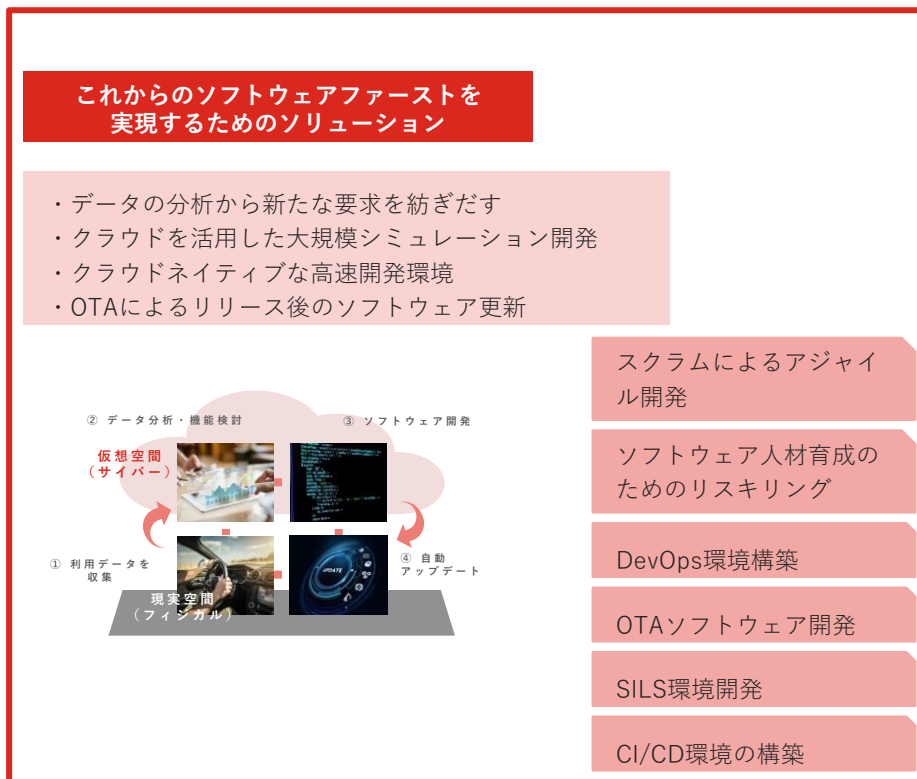 これからのソフトウェアファーストを
実現するためのソリューション
・データの分析から新たな要求を紡ぎだす
・クラウドを活用した大規模シミュレーション開発
・クラウドネイティブな高速開発環境
・OTAによるリリース後のソフトウェア更新
② データ分析・機能検討
③ ソフトウェア開発
仮想空間
(サイバー)
① 利用データを
収集
UPDATE
④ 自動
アップデート
現実空間
(フィジカル)
スクラムによるアジャイ
ル開発
ソフトウェア人材育成の
ためのリスキリング
DevOps環境構築
OTAソフトウェア開発
SILS環境開発
CI/CD環境の構築